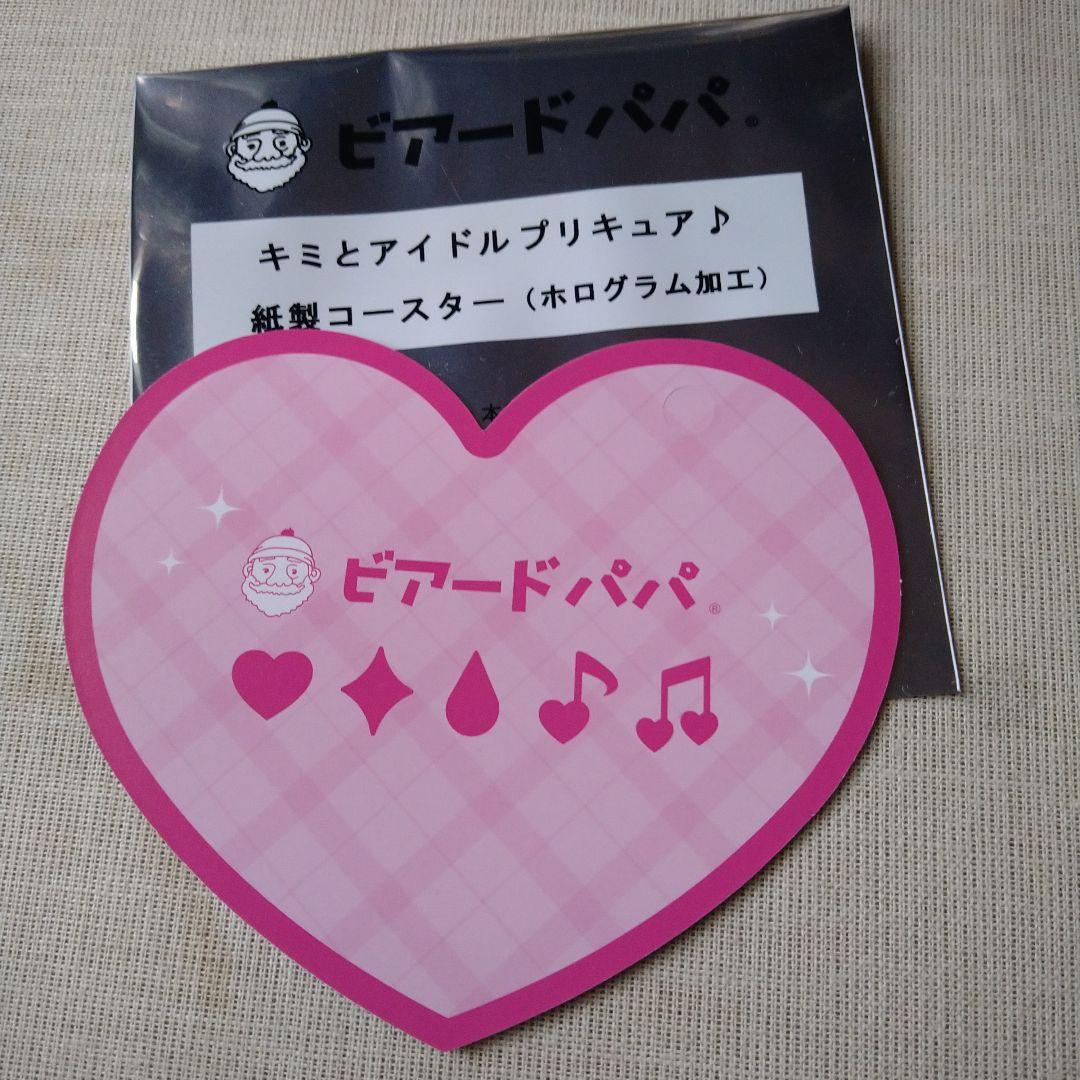 ビアードパパ®
キミとアイドルプリキュア♪
紙製コースター（ホログラム加工）
本
ビアードパパ®